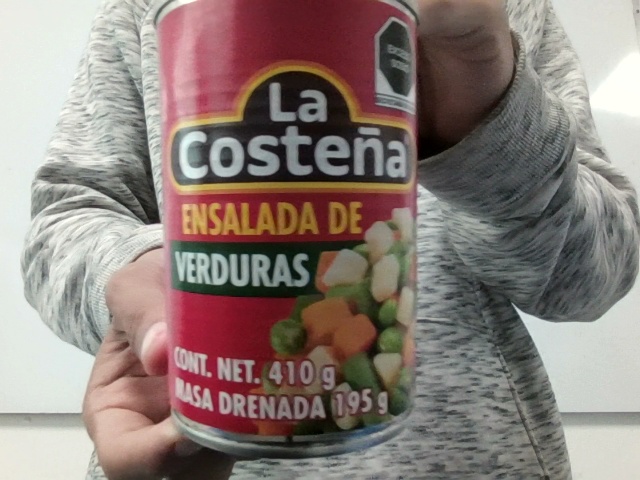 La
Costeña
ENSALADA DE
VERDURAS
CONT. NET. 410 g
MASA DRENADA 195 g